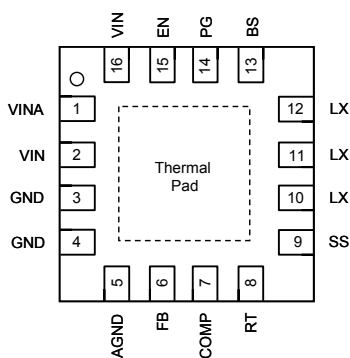 VIN EN PG BS
16 15 14 13
VINA 1 12 LX
Thermal
Pad
VIN 2 11 LX
GND 3 10 LX
GND 4 9 SS
5 6 7 8
AGND FB COMP RT